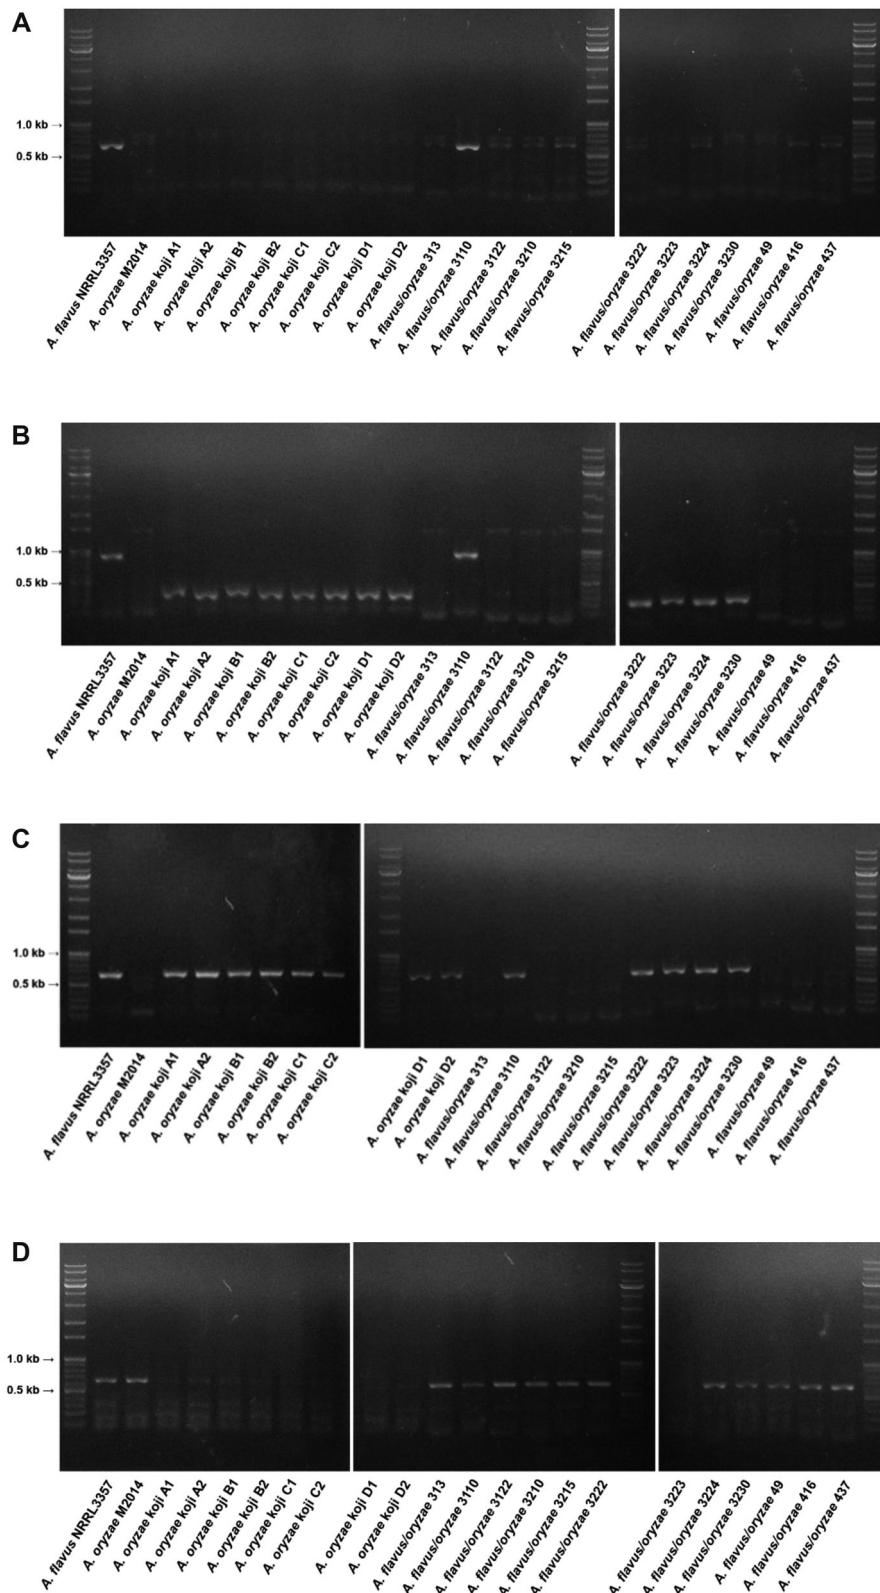 A
1.0 kb →
0.5 kb →
A. flavus NRRL3357
A. oryzae M2014
A. oryzae koji A1
A. oryzae koji A2
A. oryzae koji B1
A. oryzae koji B2
A. oryzae koji C1
A. oryzae koji C2
A. oryzae koji D1
A. oryzae koji D2
A. flavus/oryzae 313
A. flavus/oryzae 3110
A. flavus/oryzae 3122
A. flavus/oryzae 3210
A. flavus/oryzae 3215
A. flavus/oryzae 3222
A. flavus/oryzae 3223
A. flavus/oryzae 3224
A. flavus/oryzae 3230
A. flavus/oryzae 49
A. flavus/oryzae 416
A. flavus/oryzae 437
B
1.0 kb →
0.5 kb →
A. flavus NRRL3357
A. oryzae M2014
A. oryzae koji A1
A. oryzae koji A2
A. oryzae koji B1
A. oryzae koji B2
A. oryzae koji C1
A. oryzae koji C2
A. oryzae koji D1
A. oryzae koji D2
A. flavus/oryzae 313
A. flavus/oryzae 3110
A. flavus/oryzae 3122
A. flavus/oryzae 3210
A. flavus/oryzae 3215
A. flavus/oryzae 3222
A. flavus/oryzae 3223
A. flavus/oryzae 3224
A. flavus/oryzae 3230
A. flavus/oryzae 49
A. flavus/oryzae 416
A. flavus/oryzae 437
C
1.0 kb →
0.5 kb →
A. flavus NRRL3357
A. oryzae M2014
A. oryzae koji A1
A. oryzae koji A2
A. oryzae koji B1
A. oryzae koji B2
A. oryzae koji C1
A. oryzae koji C2
A. oryzae koji D1
A. oryzae koji D2
A. flavus/oryzae 313
A. flavus/oryzae 3110
A. flavus/oryzae 3122
A. flavus/oryzae 3210
A. flavus/oryzae 3215
A. flavus/oryzae 3222
A. flavus/oryzae 3223
A. flavus/oryzae 3224
A. flavus/oryzae 3230
A. flavus/oryzae 49
A. flavus/oryzae 416
A. flavus/oryzae 437
D
1.0 kb →
0.5 kb →
A. flavus NRRL3357
A. oryzae M2014
A. oryzae koji A1
A. oryzae koji A2
A. oryzae koji B1
A. oryzae koji B2
A. oryzae koji C1
A. oryzae koji C2
A. oryzae koji D1
A. oryzae koji D2
A. flavus/oryzae 313
A. flavus/oryzae 3110
A. flavus/oryzae 3122
A. flavus/oryzae 3210
A. flavus/oryzae 3215
A. flavus/oryzae 3222
A. flavus/oryzae 3223
A. flavus/oryzae 3224
A. flavus/oryzae 3230
A. flavus/oryzae 49
A. flavus/oryzae 416
A. flavus/oryzae 437